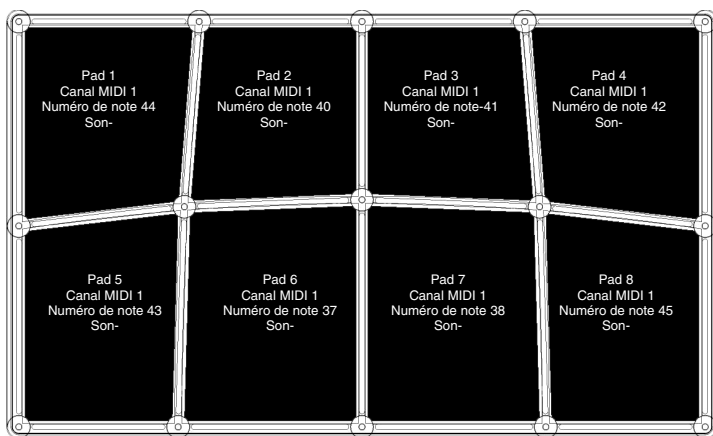 Pad 1
Canal MIDI 1
Numéro de note 44
Son-
Pad 2
Canal MIDI 1
Numéro de note 40
Son-
Pad 3
Canal MIDI 1
Numéro de note-41
Son-
Pad 4
Canal MIDI 1
Numéro de note 42
Son-
Pad 5
Canal MIDI 1
Numéro de note 43
Son-
Pad 6
Canal MIDI 1
Numéro de note 37
Son-
Pad 7
Canal MIDI 1
Numéro de note 38
Son-
Pad 8
Canal MIDI 1
Numéro de note 45
Son-